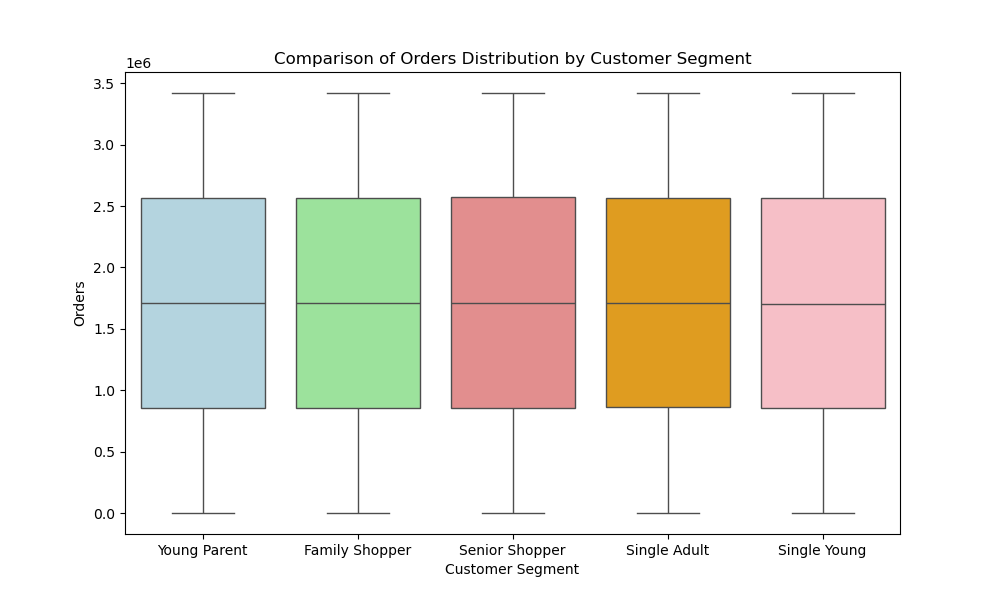 Comparison of Orders Distribution by Customer Segment
1e6
3.5
3.0
2.5
2.0
1.5
1.0
0.5
0.0
Orders
Young Parent
Family Shopper
Senior Shopper
Single Adult
Single Young
Customer Segment